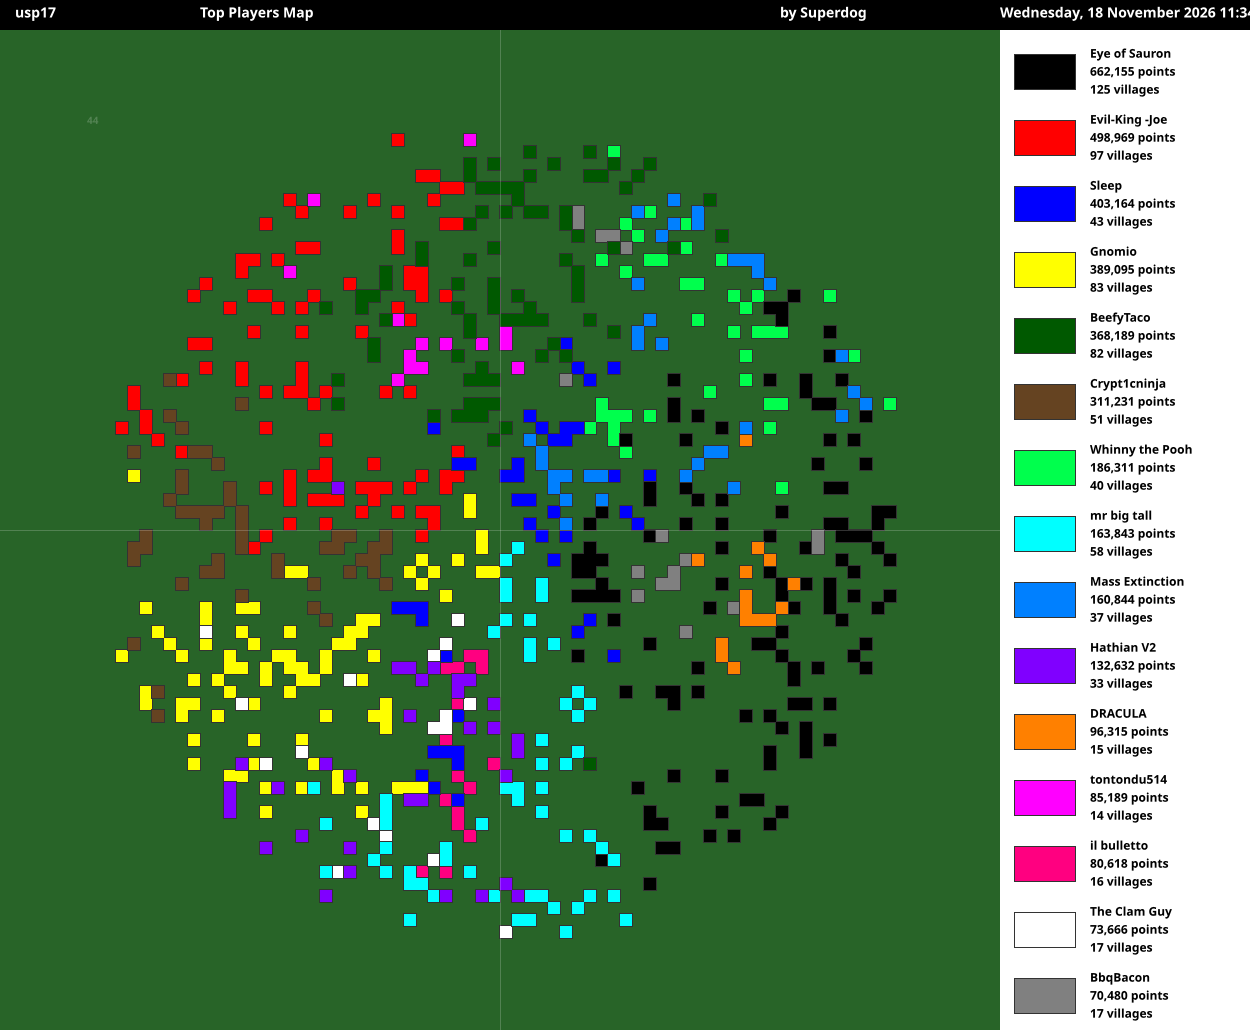 usp17 Top Players Map by Superdog Wednesday, 18 November 2026 11:34
44
Eye of Sauron
662,155 points
125 villages
Evil-King -Joe
498,969 points
97 villages
Sleep
403,164 points
43 villages
Gnomio
389,095 points
83 villages
BeefyTaco
368,189 points
82 villages
Crypt1cninja
311,231 points
51 villages
Whinny the Pooh
186,311 points
40 villages
mr big tall
163,843 points
58 villages
Mass Extinction
160,844 points
37 villages
Hathian V2
132,632 points
33 villages
DRACULA
96,315 points
15 villages
tontondu514
85,189 points
14 villages
il bulletto
80,618 points
16 villages
The Clam Guy
73,666 points
17 villages
BbqBacon
70,480 points
17 villages